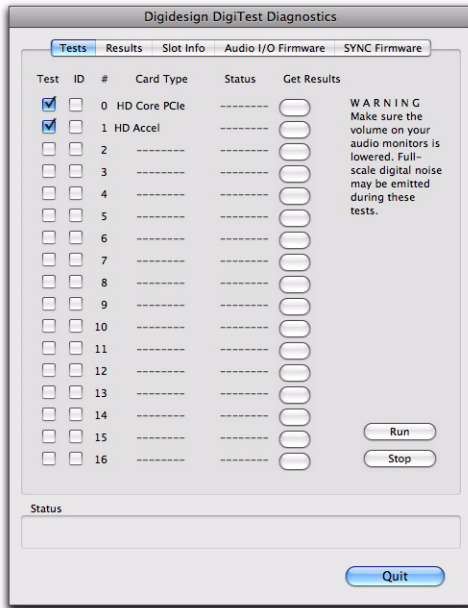 Digidesign DigiTest Diagnostics
Tests Results Slot Info Audio I/O Firmware SYNC Firmware
Test ID # Card Type Status Get Results
0 HD Core PCIe --------
1 HD Accel --------
2 -------- --------
3 -------- --------
4 -------- --------
5 -------- --------
6 -------- --------
7 -------- --------
8 -------- --------
9 -------- --------
10 -------- --------
11 -------- --------
12 -------- --------
13 -------- --------
14 -------- --------
15 -------- --------
16 -------- --------
W A R N I N G
Make sure the
volume on your
audio monitors is
lowered. Full-
scale digital noise
may be emitted
during these
tests.
Run
Stop
Status
Quit